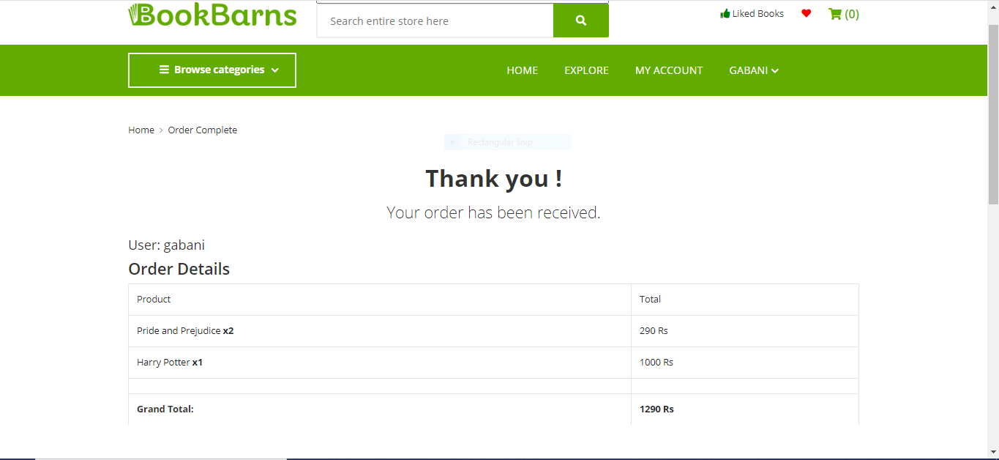 BookBarns
Search entire store here
Liked Books
(0)
Browse categories
HOME
EXPLORE
MY ACCOUNT
GABANI
Home > Order Complete
Rectangular Snip
Thank you !
Your order has been received.
User: gabani
Order Details
Product Total
Pride and Prejudice x2 290 Rs
Harry Potter x1 1000 Rs
Grand Total: 1290 Rs